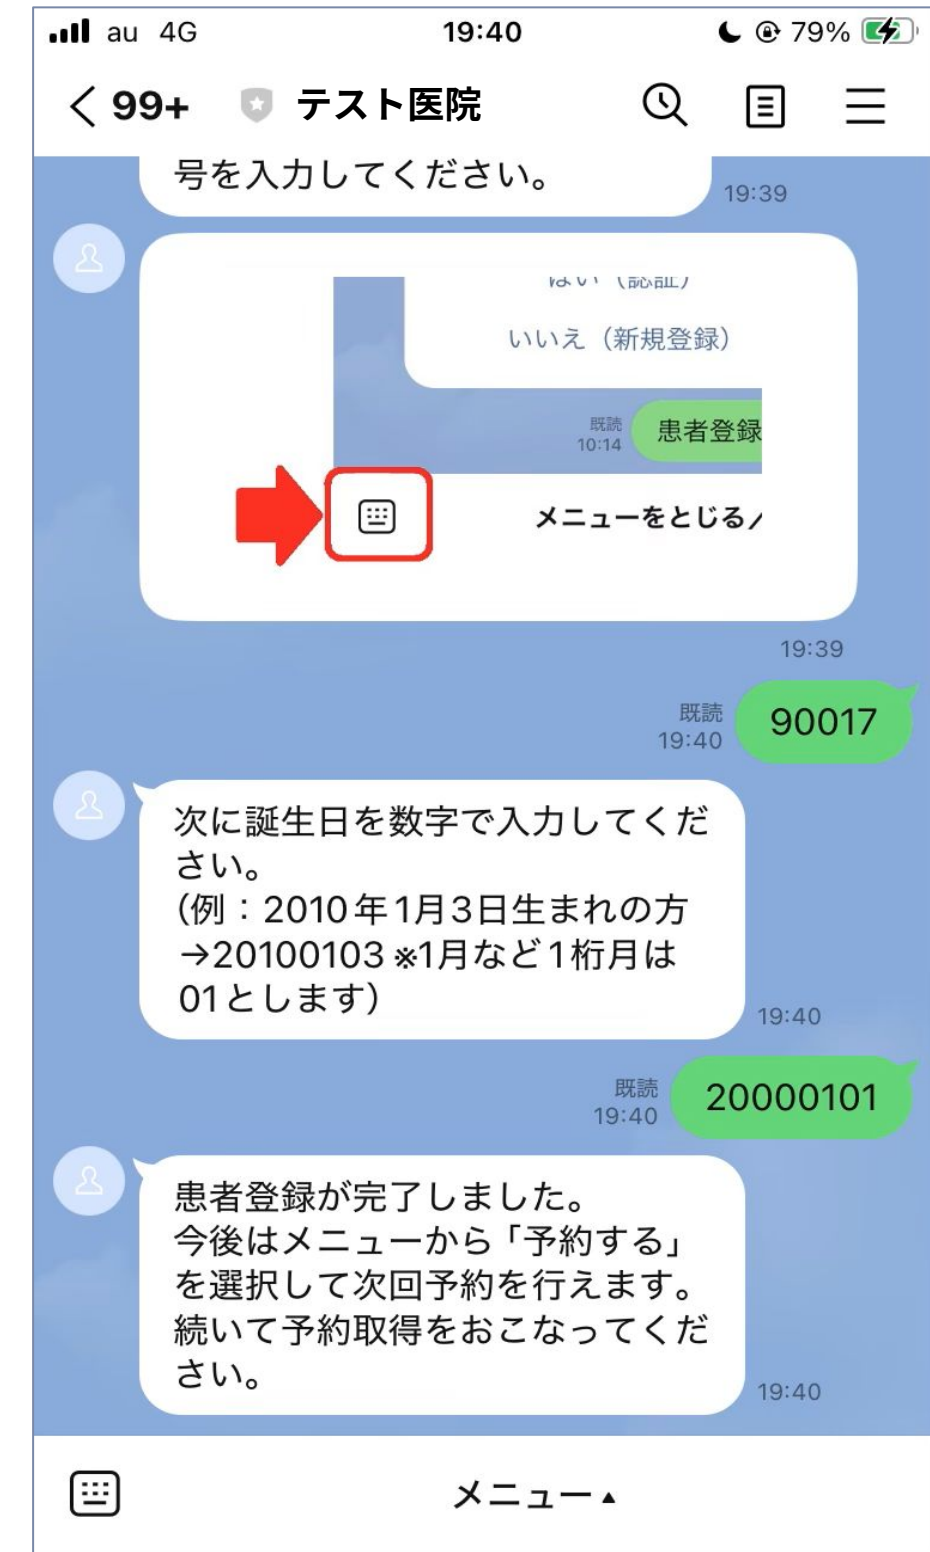 au 4G 19:40 79%
99+ テスト医院
号を入力してください。
19:39
はい（認証）
いいえ（新規登録）
既読
10:14
患者登録
メニューをとじる
19:39
既読
19:40
90017
次に誕生日を数字で入力してくだ
さい。
(例：2010年1月3日生まれの方
→20100103 ※1月など1桁月は
01とします)
19:40
既読
19:40
20000101
患者登録が完了しました。
今後はメニューから「予約する」
を選択して次回予約を行えます。
続いて予約取得をおこなってくだ
さい。
19:40
メニュー▲